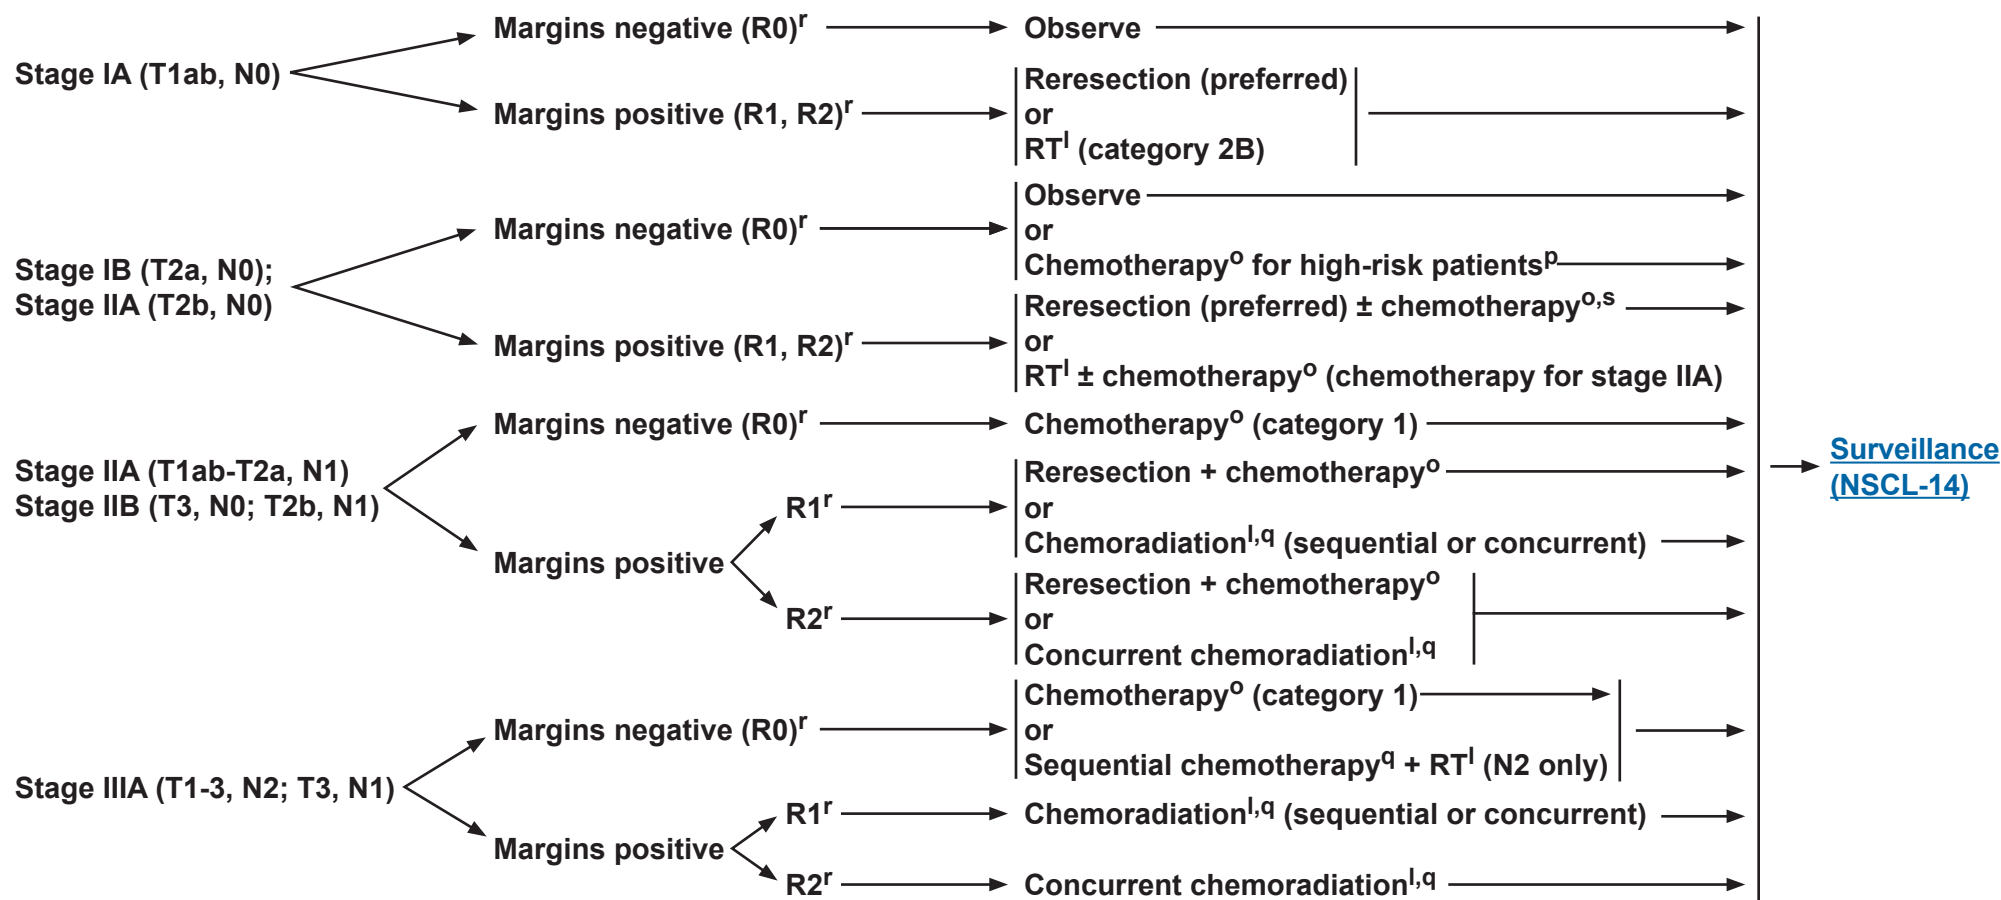 Stage IA (T1ab, N0)
Margins negative (R0)r
Observe
Margins positive (R1, R2)r
Reresection (preferred)
or
RTl (category 2B)
Stage IB (T2a, N0);
Stage IIA (T2b, N0)
Margins negative (R0)r
Observe
or
Chemotherapyo for high-risk patientsp
Margins positive (R1, R2)r
Reresection (preferred) ± chemotherapyo,s
or
RTl ± chemotherapyo (chemotherapy for stage IIA)
Stage IIA (T1ab-T2a, N1)
Stage IIB (T3, N0; T2b, N1)
Margins negative (R0)r
Chemotherapyo (category 1)
Margins positive
R1r
Reresection + chemotherapyo
or
Chemoradiationl,q (sequential or concurrent)
R2r
Reresection + chemotherapyo
or
Concurrent chemoradiationl,q
Stage IIIA (T1-3, N2; T3, N1)
Margins negative (R0)r
Chemotherapyo (category 1)
or
Sequential chemotherapyq + RTl (N2 only)
Margins positive
R1r
Chemoradiationl,q (sequential or concurrent)
R2r
Concurrent chemoradiationl,q
Surveillance
(NSCL-14)